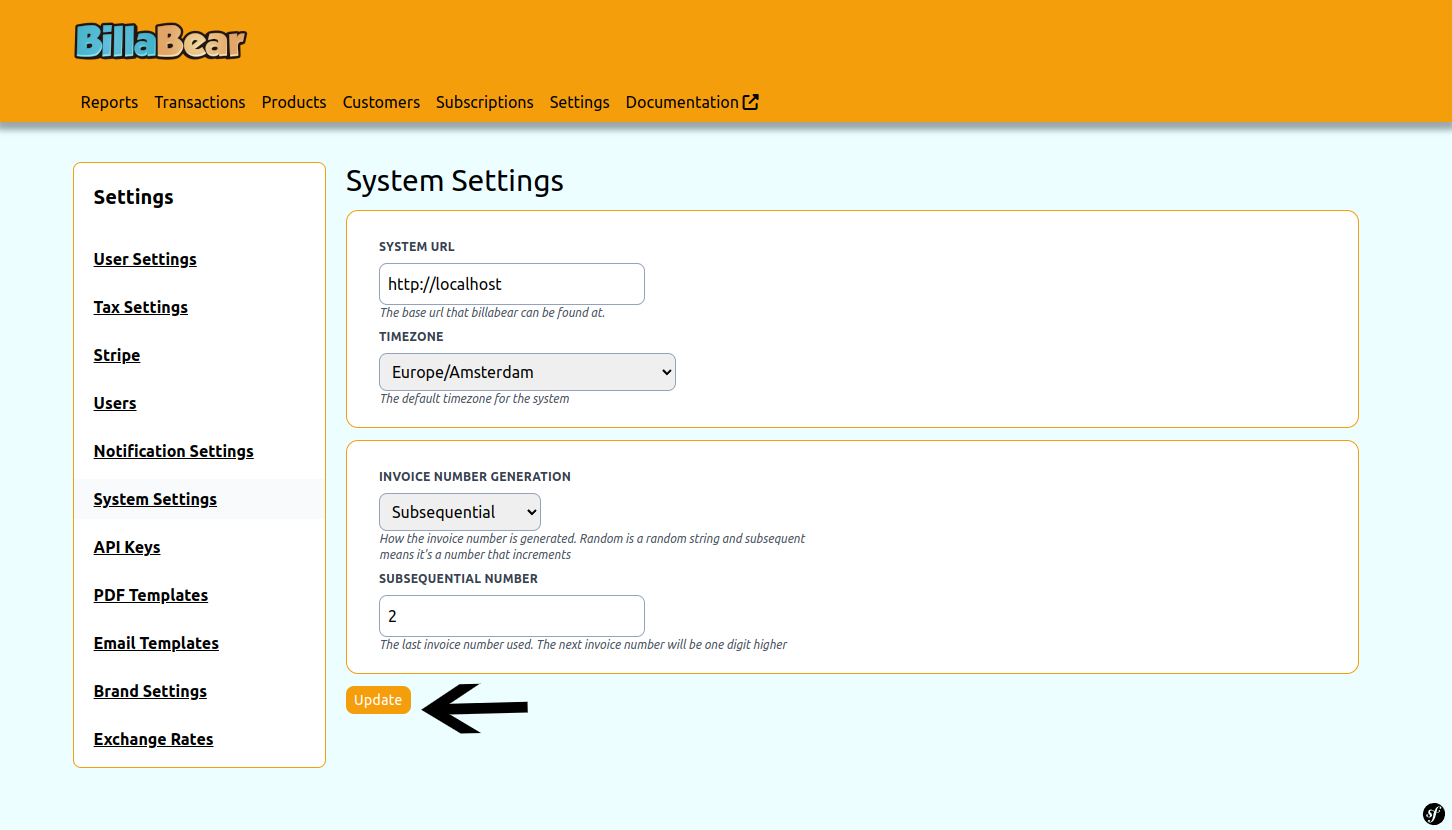 BillaBear
Reports Transactions Products Customers Subscriptions Settings Documentation
Settings
User Settings
Tax Settings
Stripe
Users
Notification Settings
System Settings
API Keys
PDF Templates
Email Templates
Brand Settings
Exchange Rates
System Settings
SYSTEM URL
http://localhost
The base url that billabear can be found at.
TIMEZONE
Europe/Amsterdam
The default timezone for the system
INVOICE NUMBER GENERATION
Subsequential
How the invoice number is generated. Random is a random string and subsequent
means it's a number that increments
SUBSEQUENTIAL NUMBER
2
The last invoice number used. The next invoice number will be one digit higher
Update
sf